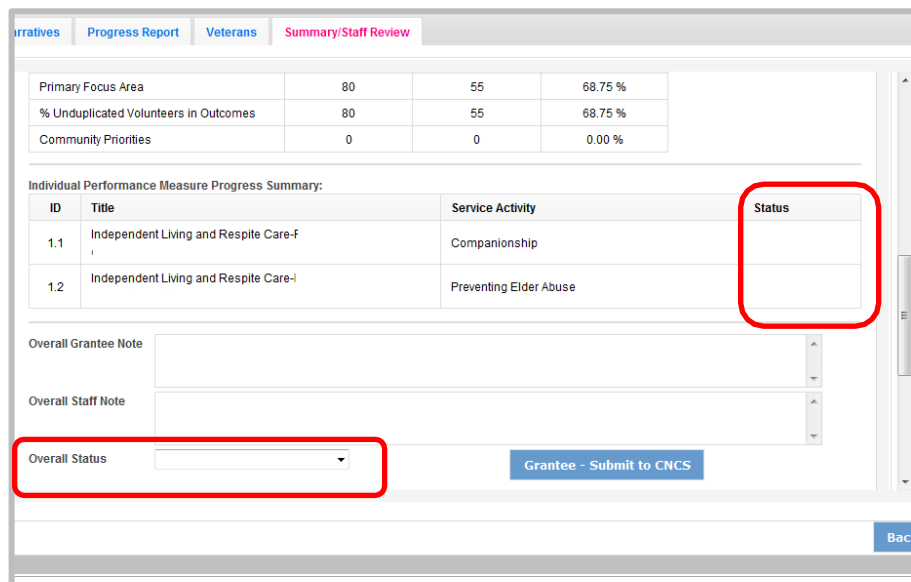 Progress Report Veterans Summary/Staff Review
Primary Focus Area 80 55 68.75 %
% Unduplicated Volunteers in Outcomes 80 55 68.75 %
Community Priorities 0 0 0.00 %
Individual Performance Measure Progress Summary:
ID Title Service Activity Status
1.1 Independent Living and Respite Care- Companionship
1.2 Independent Living and Respite Care- Preventing Elder Abuse
Overall Grantee Note
Overall Staff Note
Overall Status
Grantee - Submit to CNCS